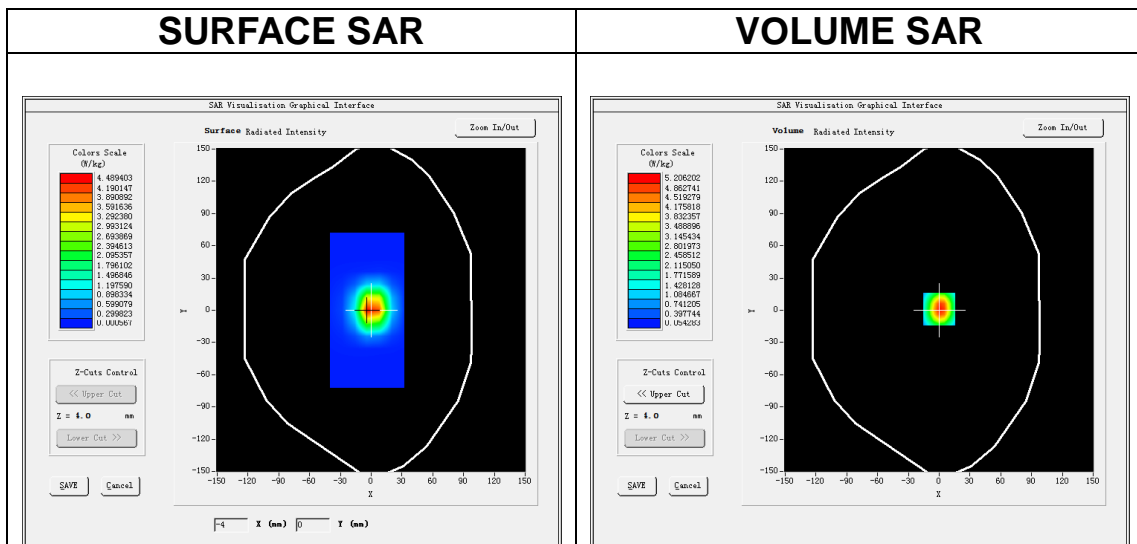 SURFACE SAR
VOLUME SAR
SAR Visualisation Graphical Interface
Surface Radiated Intensity
Zoom In/Out
Colors Scale
(W/kg)
4.489403
4.190147
3.890892
3.591636
3.292380
2.993124
2.693869
2.394613
2.095357
1.796102
1.496846
1.197590
0.898334
0.599079
0.299823
0.000567
Z-Cuts Control
<< Upper Cut
Z = 4.0 mm
Lower Cut >>
SAVE Cancel
150
120
90
60
30
0
-30
-60
-90
-120
-150
Y
-150 -120 -90 -60 -30 0 30 60 90 120 150
X
-4 X (mm) 0 Y (mm)
SAR Visualisation Graphical Interface
Volume Radiated Intensity
Zoom In/Out
Colors Scale
(W/kg)
5.206202
4.862741
4.519279
4.175818
3.832357
3.488896
3.145434
2.801973
2.458512
2.115050
1.771589
1.428128
1.084667
0.741205
0.397744
0.054283
Z-Cuts Control
<< Upper Cut
Z = 4.0 mm
Lower Cut >>
SAVE Cancel
150
120
90
60
30
0
-30
-60
-90
-120
-150
Y
-150 -120 -90 -60 -30 0 30 60 90 120 150
X